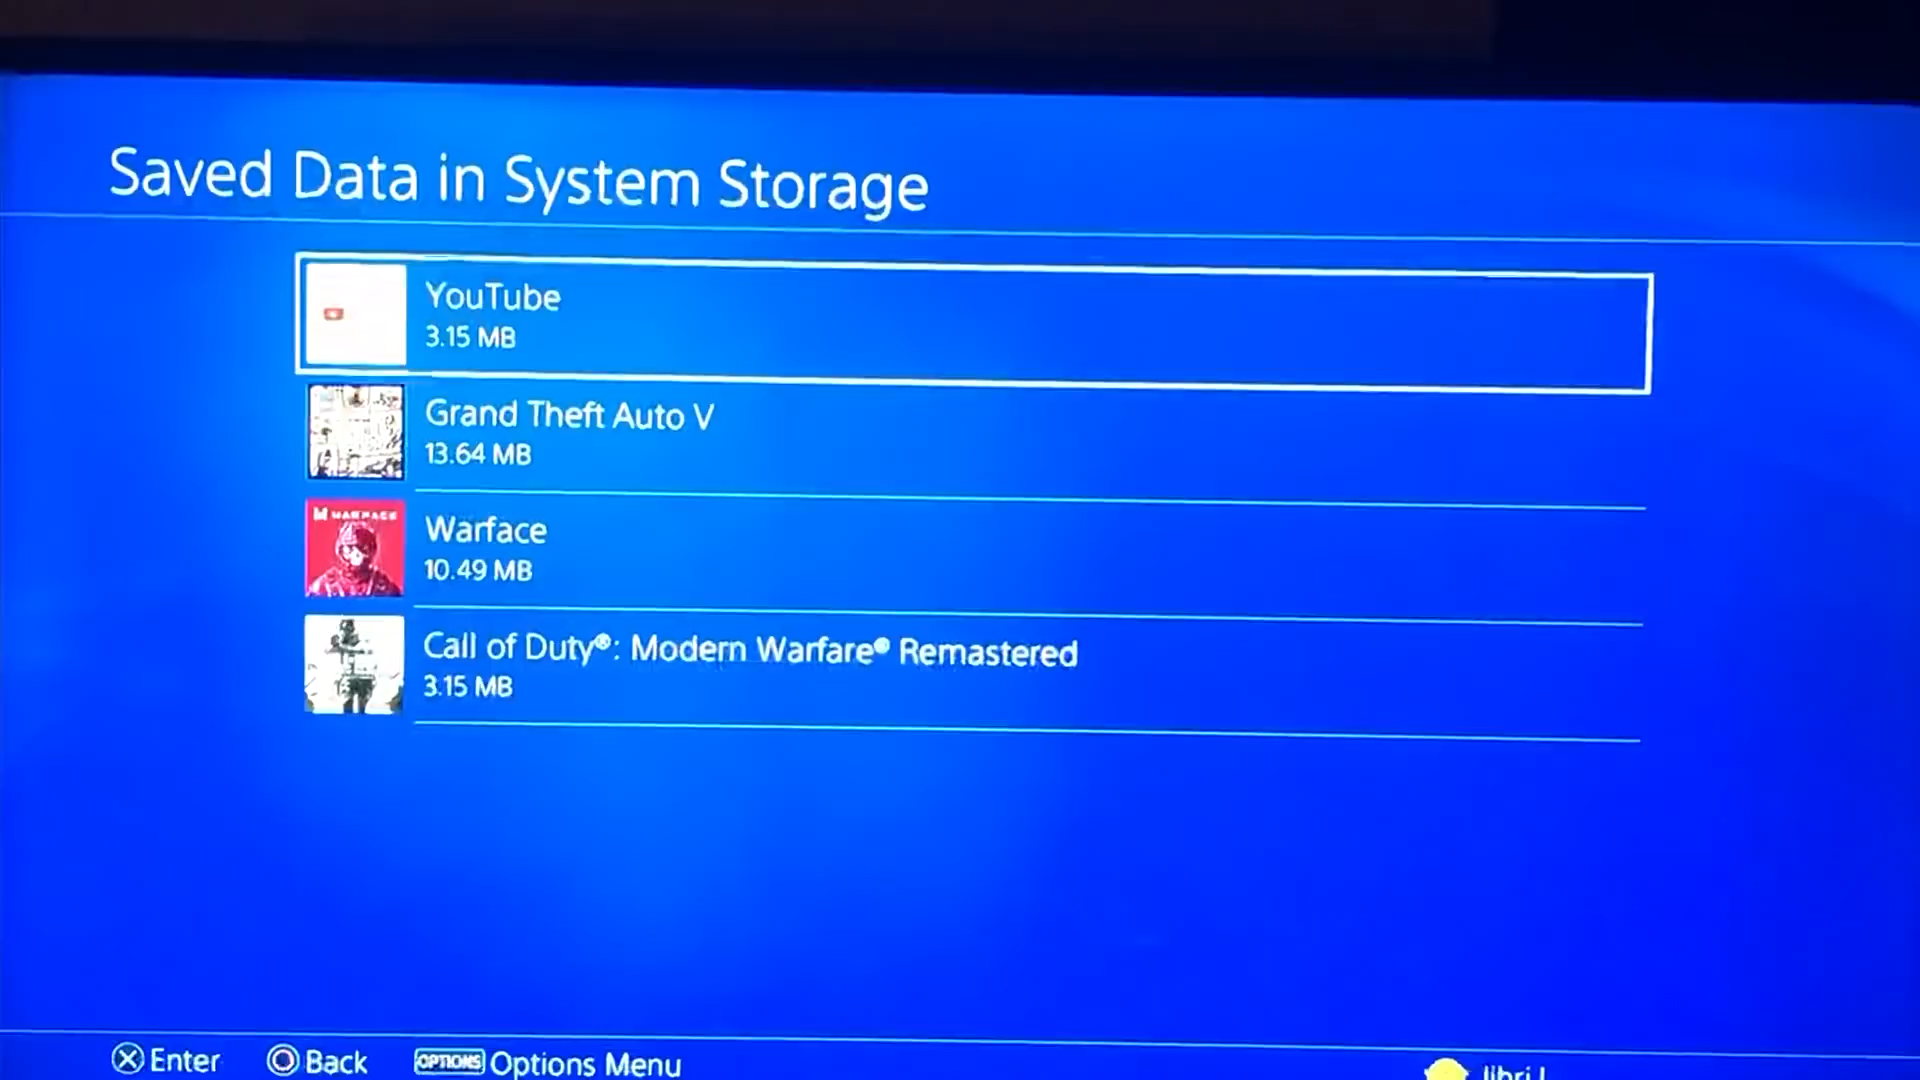 Saved Data in System Storage
YouTube
3.15 MB
Grand Theft Auto V
13.64 MB
WARFACE
Warface
10.49 MB
Call of Duty®: Modern Warfare® Remastered
3.15 MB
Enter Back OPTIONS Options Menu